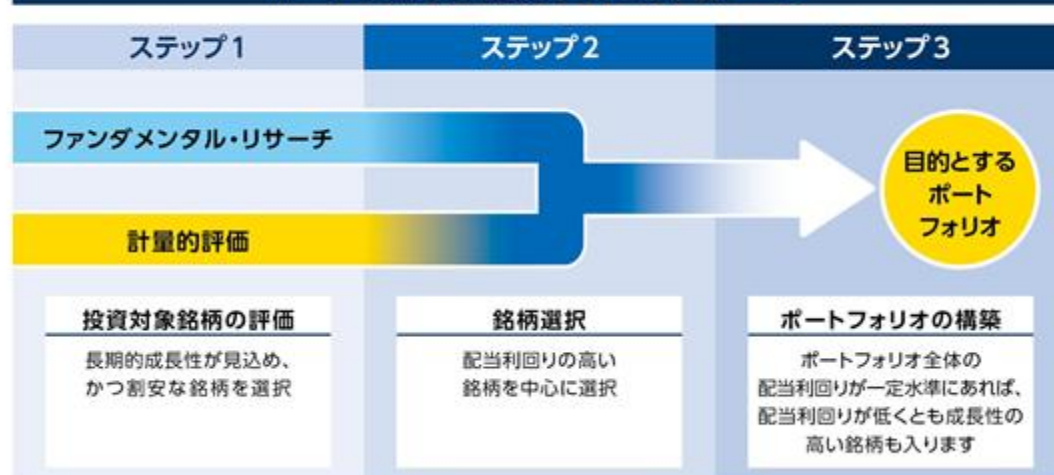 ステップ1
ステップ2
ステップ3
ファンダメンタル・リサーチ
計量的評価
目的とする
ポート
フォリオ
投資対象銘柄の評価
長期的成長性が見込め、
かつ割安な銘柄を選択
銘柄選択
配当利回りの高い
銘柄を中心に選択
ポートフォリオの構築
ポートフォリオ全体の
配当利回りが一定水準にあれば、
配当利回りが低くとも成長性の
高い銘柄も入ります